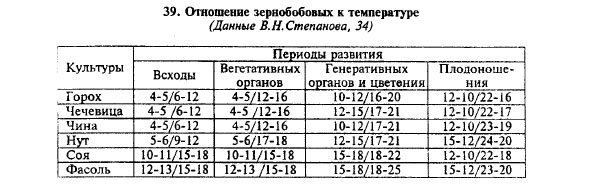 39. Отношение зернобобовых к температуре
(Данные В.Н.Степанова, 34)
Культуры Периоды развития
Всходы Вегетативных органов Генеративных органов и цветения Плодоноше-
ния
Горох 4-5/6-12 4-5/12-16 10-12/16-20 12-10/22-16
Чечевица 4-5 /6-12 4-5 /12-16 12-15/17-21 12-10/22-17
Чина 4-5/6-12 4-5/12-16 10-12/17-21 12-10/23-19
Нут 5-6/9-12 5-6/17-18 12-15/17-21 15-12/24-20
Соя 10-11/15-18 10-11/15-18 15-18/18-22 12-10/22-18
Фасоль 12-13/15-18 12-13 /15-18 15-18/18-25 15-12/23-20